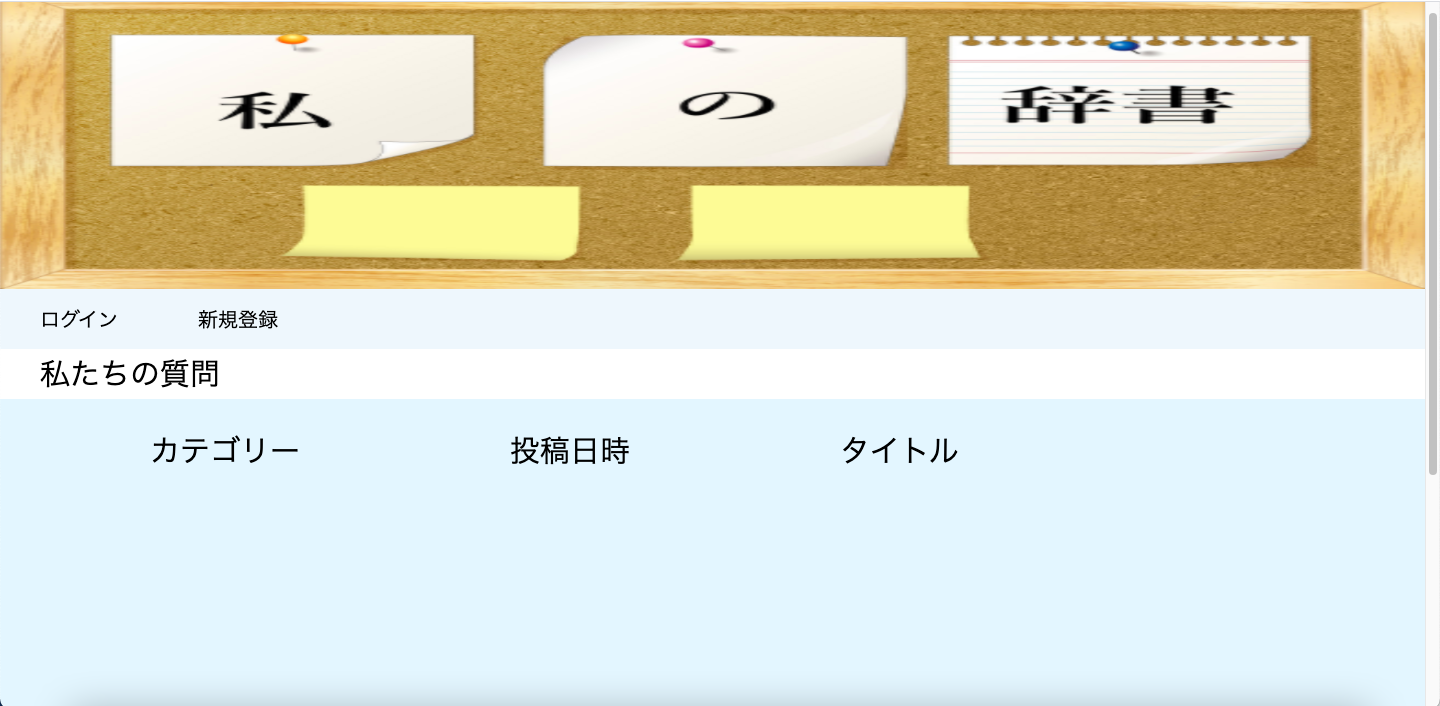 私 の 辞書
ログイン 新規登録
私たちの質問
カテゴリー 投稿日時 タイトル